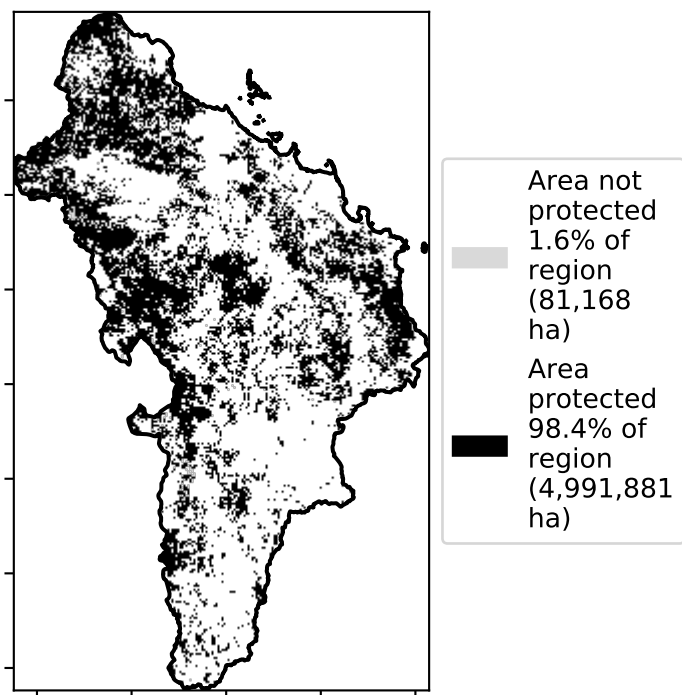 Area not
protected
1.6% of
region
(81,168
ha)
Area
protected
98.4% of
region
(4,991,881
ha)